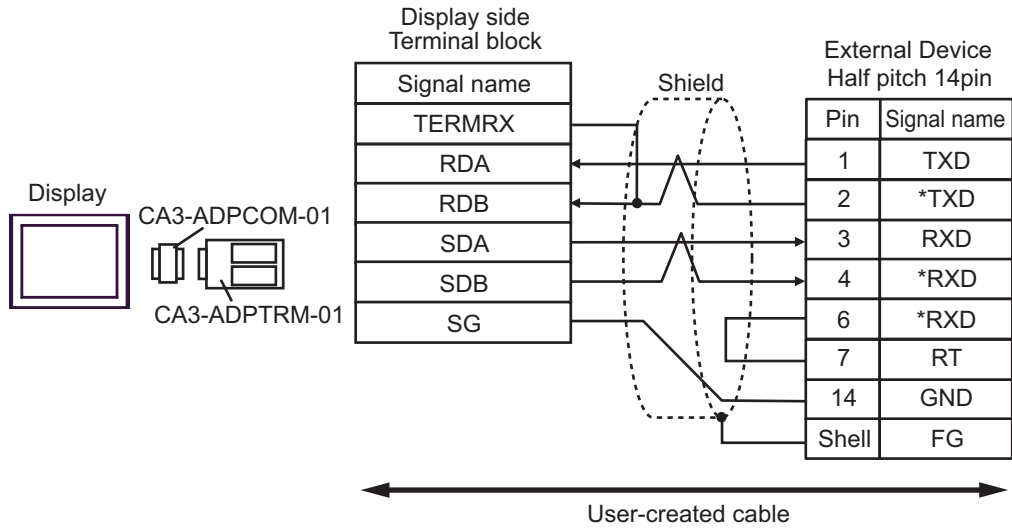 Display side
Terminal block
Signal name
TERMRX
RDA
RDB
SDA
SDB
SG
Shield
External Device
Half pitch 14pin
Pin Signal name
1 TXD
2 *TXD
3 RXD
4 *RXD
6 *RXD
7 RT
14 GND
Shell FG
Display
CA3-ADPCOM-01
CA3-ADPTRM-01
User-created cable